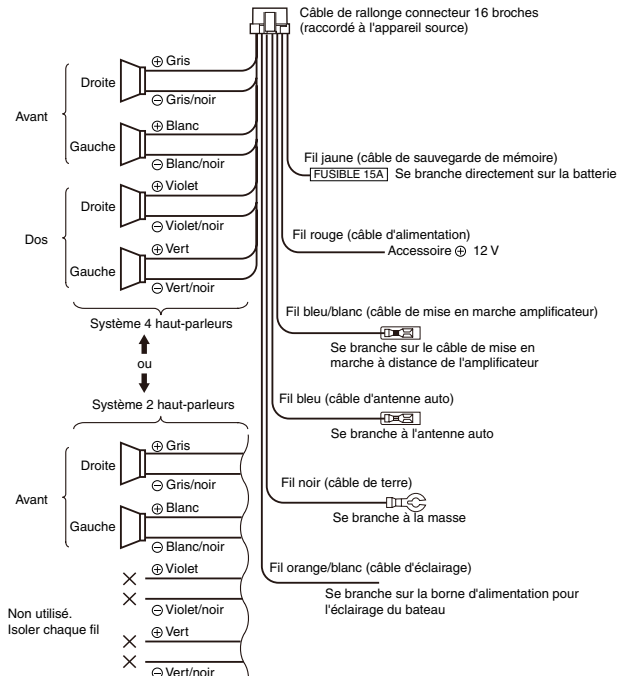 Câble de rallonge connecteur 16 broches
(raccordé à l'appareil source)
⊕ Gris
Droite
⊖ Gris/noir
Avant
⊕ Blanc
Gauche
⊖ Blanc/noir
⊕ Violet
Droite
⊖ Violet/noir
Dos
⊕ Vert
Gauche
⊖ Vert/noir
Système 4 haut-parleurs
ou
Système 2 haut-parleurs
⊕ Gris
Droite
⊖ Gris/noir
Avant
⊕ Blanc
Gauche
⊖ Blanc/noir
⊕ Violet
⊖ Violet/noir
Non utilisé.
Isoler chaque fil
⊕ Vert
⊖ Vert/noir
Fil jaune (câble de sauvegarde de mémoire)
FUSIBLE 15A Se branche directement sur la batterie
Fil rouge (câble d'alimentation)
Accessoire ⊕ 12 V
Fil bleu/blanc (câble de mise en marche amplificateur)
Se branche sur le câble de mise en
marche à distance de l'amplificateur
Fil bleu (câble d'antenne auto)
Se branche à l'antenne auto
Fil noir (câble de terre)
Se branche à la masse
Fil orange/blanc (câble d'éclairage)
Se branche sur la borne d'alimentation pour
l'éclairage du bateau